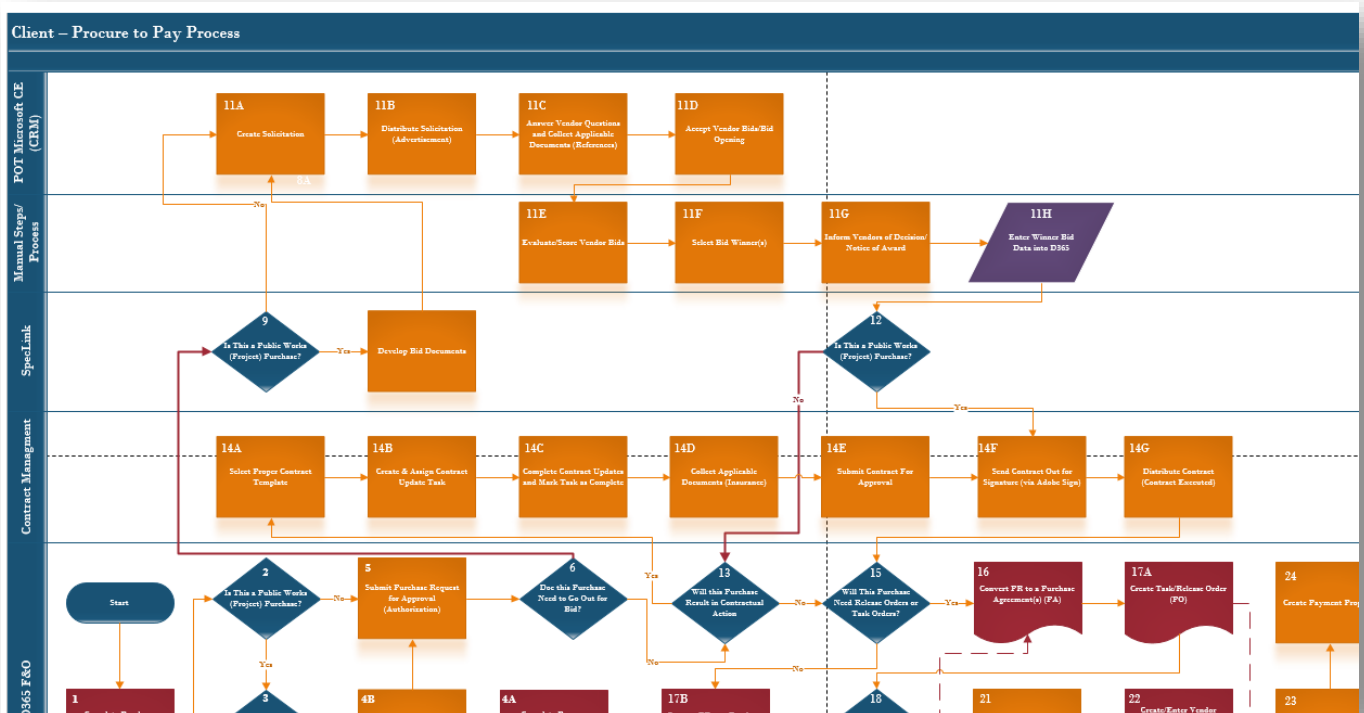 Client – Procure to Pay Process
POT Microsoft CE
(CRM)
11A
Create Solicitation
11B
Distribute Solicitation
(Advertisement)
11C
Answer Vendor Questions
and Collect Applicable
Documents (References)
11D
Accept Vendor Bids/Bid
Opening
8A
No
Manual Steps/
Process
11E
Evaluate/Score Vendor Bids
11F
Select Bid Winner(s)
11G
Inform Vendors of Decision/
Notice of Award
11H
Enter Winner Bid
Data into D365
SpecLink
9
Is This a Public Works
(Project) Purchase?
Yes
Develop Bid Documents
12
Is This a Public Works
(Project) Purchase?
No
Yes
Contract Managment
14A
Select Proper Contract
Template
14B
Create & Assign Contract
Update Task
14C
Complete Contract Updates
and Mark Task as Complete
14D
Collect Applicable
Documents (Insurance)
14E
Submit Contract For
Approval
14F
Send Contract Out for
Signature (via Adobe Sign)
14G
Distribute Contract
(Contract Executed)
D365 F&O
Start
2
Is This a Public Works
(Project) Purchase?
No
5
Submit Purchase Request
for Approval
(Authorization)
6
Doe this Purchase
Need to Go Out for
Bid?
Yes
13
Will this Purchase
Result in Contractual
Action
No
15
Will This Purchase
Need Release Orders or
Task Orders?
Yes
16
Convert PR to a Purchase
Agreement(s) (PA)
17A
Create Task/Release Order
(PO)
24
Create Payment Prop
Yes
No
No
1
3
4B
4A
17B
18
21
22
Create/Enter Vendor
23